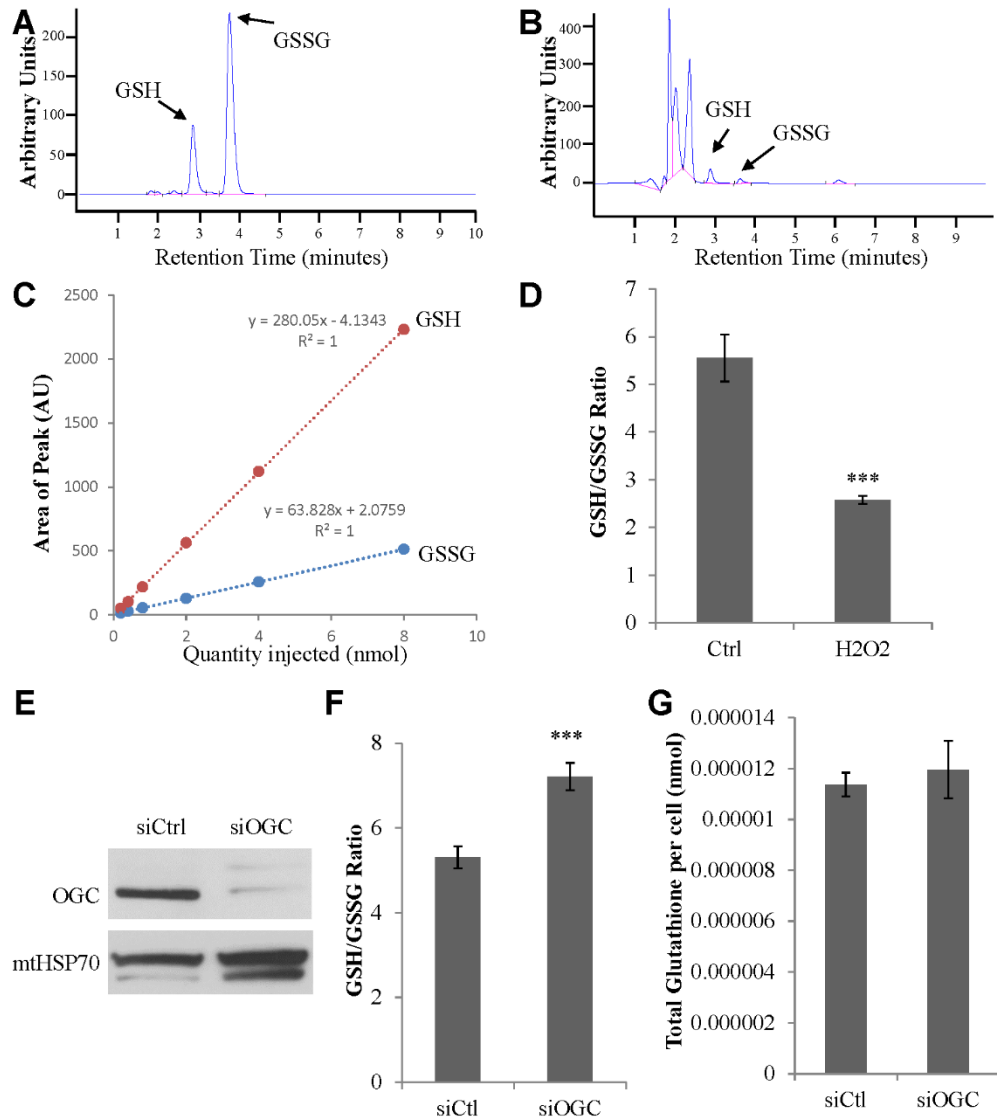 A
Arbitrary Units
200
150
100
50
0
GSH
GSSG
1 2 3 4 5 6 7 8 9 10
Retention Time (minutes)
B
Arbitrary Units
400
300
200
100
0
GSH
GSSG
1 2 3 4 5 6 7 8 9
Retention Time (minutes)
C
Area of Peak (AU)
2500
2000
1500
1000
500
0
y = 280.05x - 4.1343
R² = 1
GSH
y = 63.828x + 2.0759
R² = 1
GSSG
0 2 4 6 8 10
Quantity injected (nmol)
D
GSH/GSSG Ratio
7
6
5
4
3
2
1
0
***
Ctrl H2O2
E
siCtrl siOGC
OGC
mtHSP70
F
GSH/GSSG Ratio
8
6
4
2
0
***
siCtl siOGC
G
Total Glutathione per cell (nmol)
0.000014
0.000012
0.00001
0.000008
0.000006
0.000004
0.000002
0
siCtl siOGC